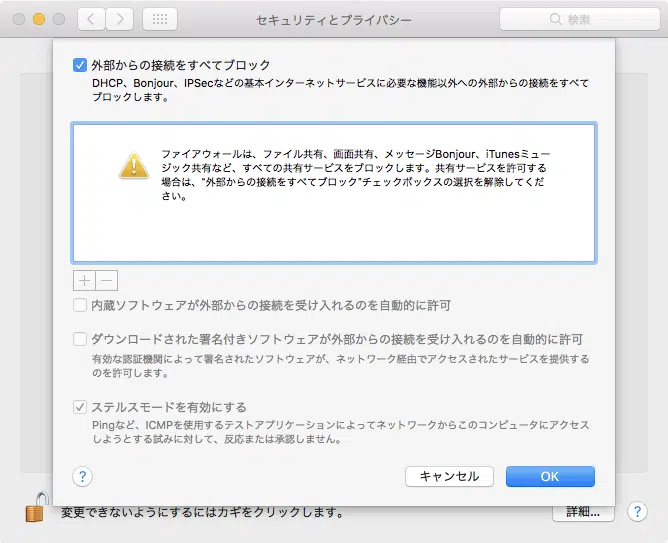 セキュリティとプライバシー
検索
外部からの接続をすべてブロック
DHCP、Bonjour、IPSecなどの基本インターネットサービスに必要な機能以外への外部からの接続をすべて
ブロックします。
ファイアウォールは、ファイル共有、画面共有、メッセージBonjour、iTunesミュー
ジック共有など、すべての共有サービスをブロックします。共有サービスを許可する
場合は、“外部からの接続をすべてブロック”チェックボックスの選択を解除してくだ
さい。
内蔵ソフトウェアが外部からの接続を受け入れるのを自動的に許可
ダウンロードされた署名付きソフトウェアが外部からの接続を受け入れるのを自動的に許可
有効な認証機関によって署名されたソフトウェアが、ネットワーク経由でアクセスされたサービスを提供する
のを許可します。
ステルスモードを有効にする
Pingなど、ICMPを使用するテストアプリケーションによってネットワークからこのコンピュータにアクセス
しようとする試みに対して、反応または承認しません。
?
キャンセル
OK
変更できないようにするにはカギをクリックします。
詳細...
?